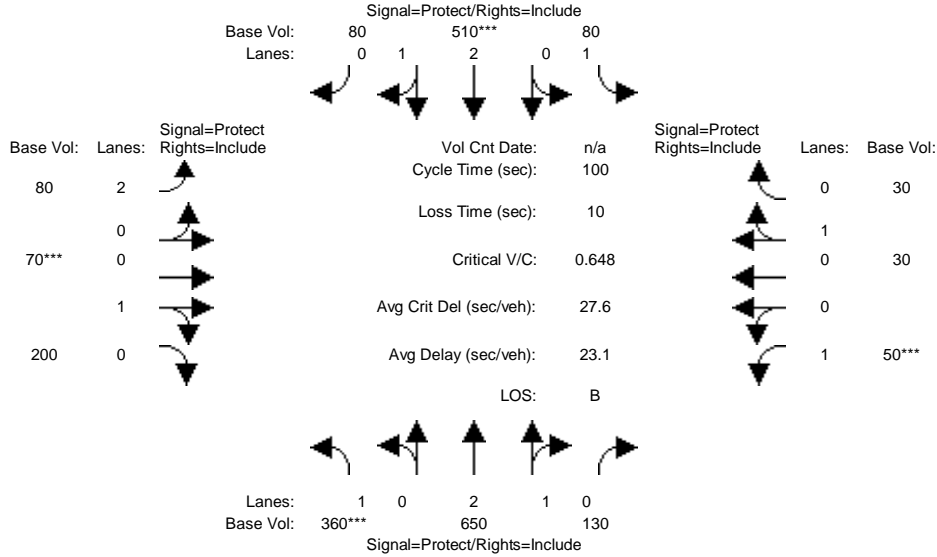 Signal=Protect/Rights=Include
Base Vol: 80 510*** 80
Lanes: 0 1 2 0 1
Signal=Protect Signal=Protect
Base Vol: Lanes: Rights=Include Vol Cnt Date: n/a Rights=Include Lanes: Base Vol:
Cycle Time (sec): 100
80 2 0 30
Loss Time (sec): 10
0 1
70*** 0 Critical V/C: 0.648 0 30
1 Avg Crit Del (sec/veh): 27.6 0
200 0 Avg Delay (sec/veh): 23.1 1 50***
LOS: B
Lanes: 1 0 2 1 0
Base Vol: 360*** 650 130
Signal=Protect/Rights=Include